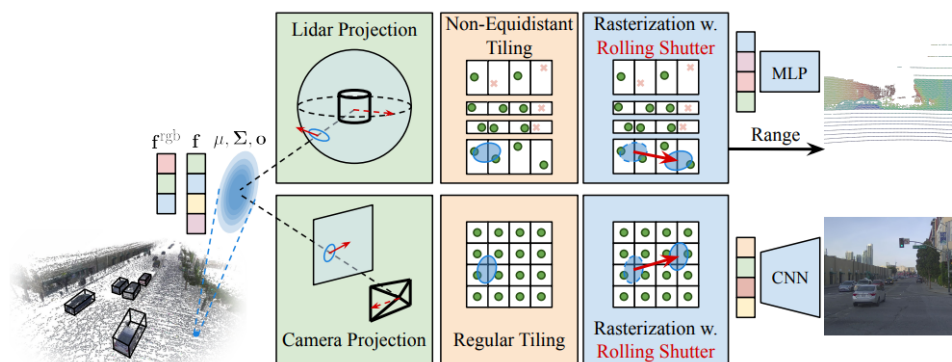 Lidar Projection
Non-Equidistant
Tiling
Rasterization w.
Rolling Shutter
MLP
Range
f^rgb f μ, Σ, o
CNN
Camera Projection
Regular Tiling
Rasterization w.
Rolling Shutter